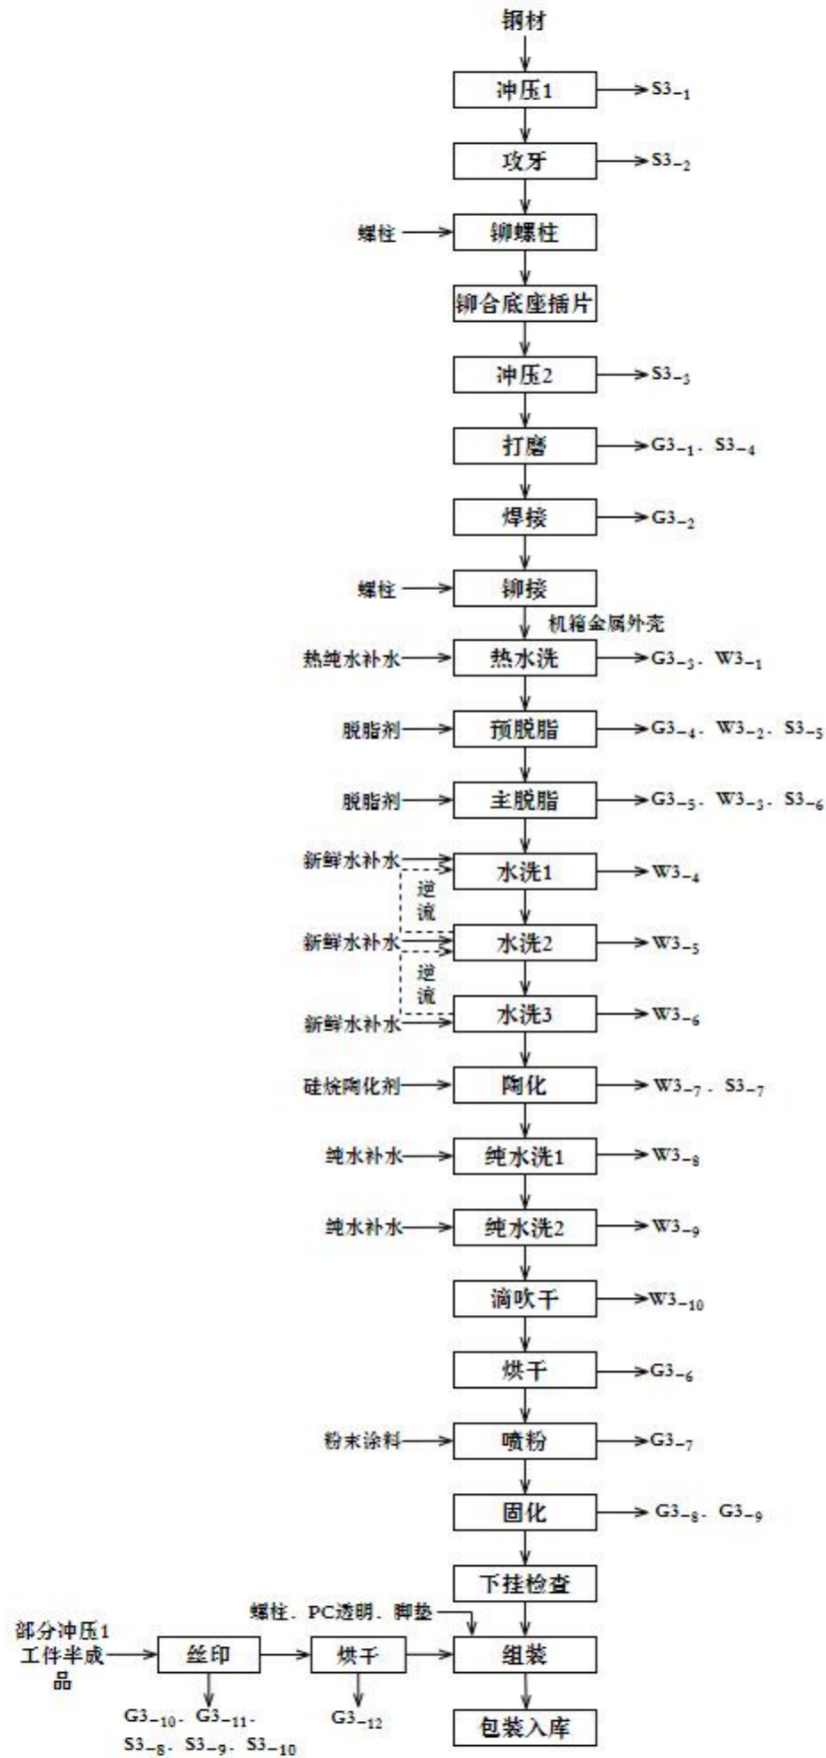 钢材
冲压1 S3-1
攻牙 S3-2
螺柱 铆螺柱
铆合底座插片
冲压2 S3-3
打磨 G3-1、S3-4
焊接 G3-2
螺柱 铆接
机箱金属外壳
热纯水补水 热水洗 G3-3、W3-1
脱脂剂 预脱脂 G3-4、W3-2、S3-5
脱脂剂 主脱脂 G3-5、W3-3、S3-6
新鲜水补水 水洗1 W3-4
逆流
新鲜水补水 水洗2 W3-5
逆流
新鲜水补水 水洗3 W3-6
硅烷陶化剂 陶化 W3-7、S3-7
纯水补水 纯水洗1 W3-8
纯水补水 纯水洗2 W3-9
滴吹干 W3-10
烘干 G3-6
粉末涂料 喷粉 G3-7
固化 G3-8、G3-9
下挂检查
螺柱、PC透明、脚垫
部分冲压1
工件半成 丝印 烘干 组装
品
G3-10、G3-11、 G3-12
S3-8、S3-9、S3-10
包装入库